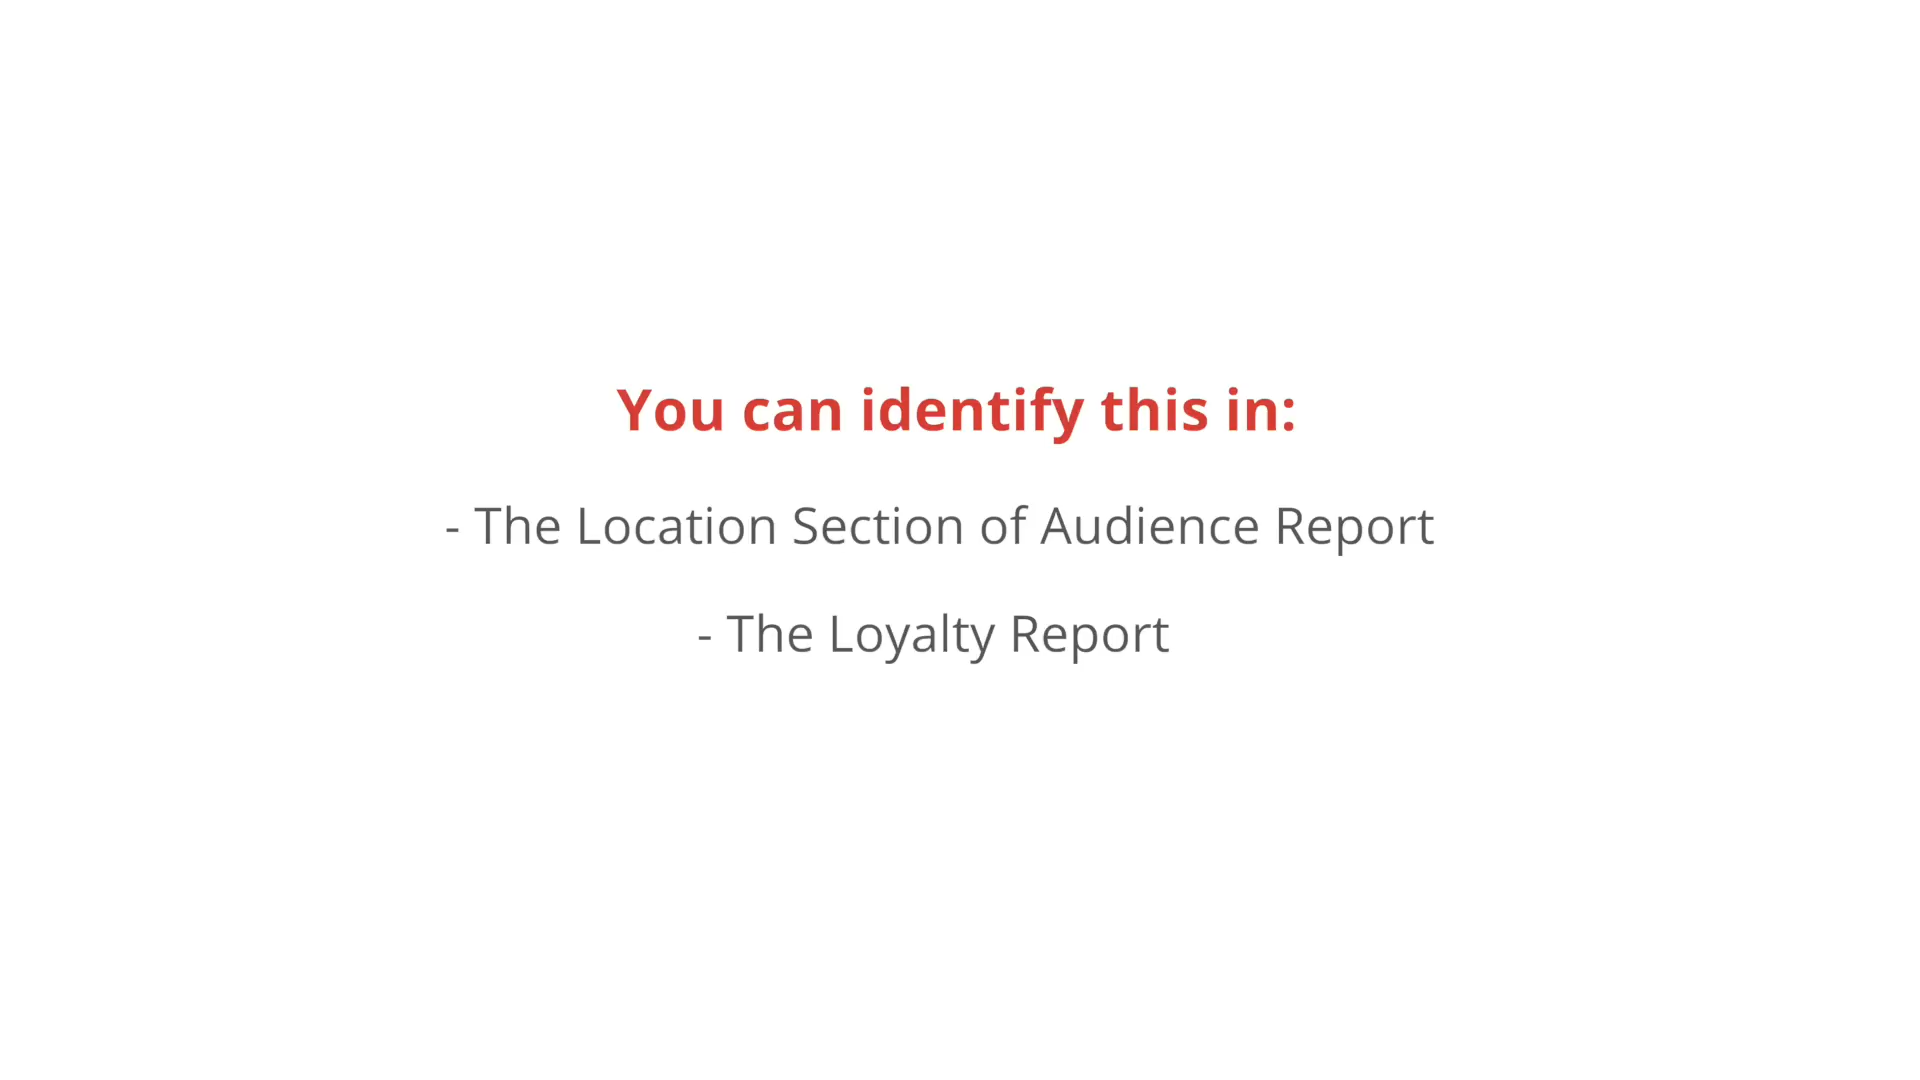 You can identify this in:
- The Location Section of Audience Report
- The Loyalty Report